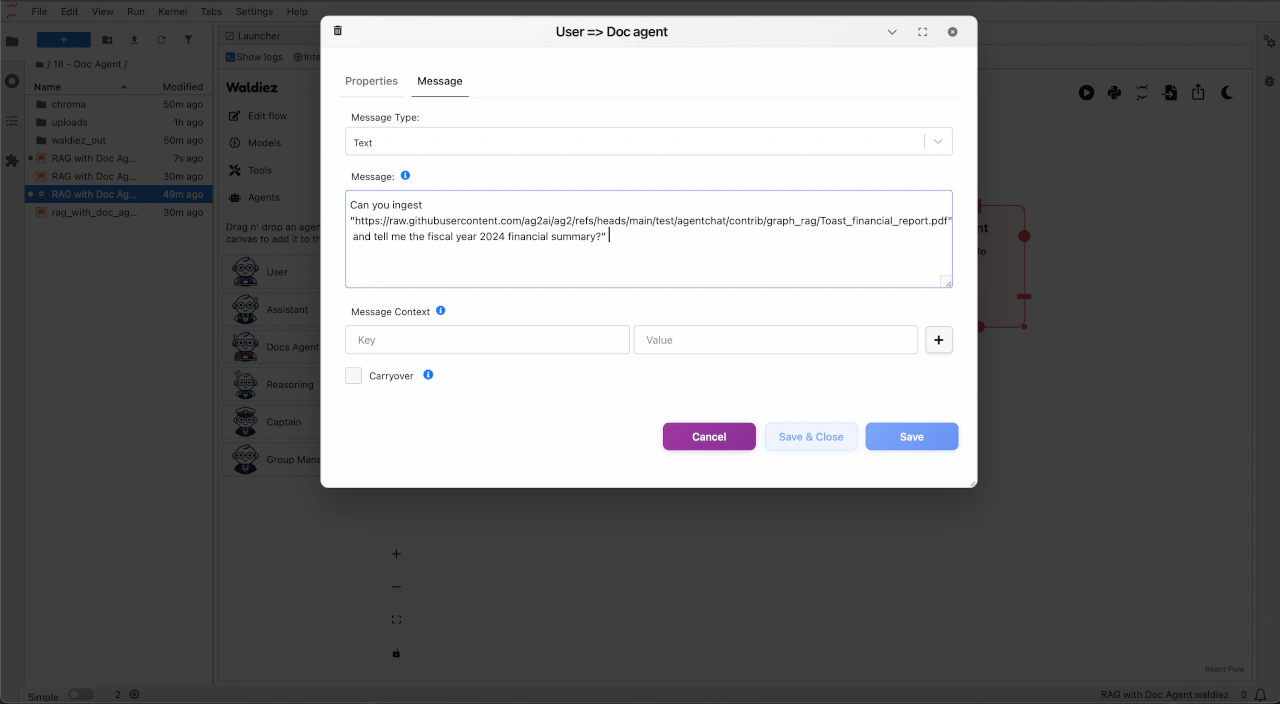 File Edit View Run Kernel Tabs Settings Help
User => Doc agent
Launcher
/ 18 - Doc Agent /
Show logs
Name Modified
chroma 50m ago
uploads 1h ago
waldiez_out 50m ago
RAG with Doc Ag... 7s ago
RAG with Doc Ag... 30m ago
RAG with Doc Ag... 49m ago
rag_with_doc_ag... 30m ago
Waldiez
Edit flow
Models
Tools
Agents
Drag n' drop an agen
canvas to add it to th
User
Assistant
Docs Agent
Reasoning
Captain
Group Mana
Properties Message
Message Type:
Text
Message:
Can you ingest
"https://raw.githubusercontent.com/ag2ai/ag2/refs/heads/main/test/agentchat/contrib/graph_rag/Toast_financial_report.pdf"
and tell me the fiscal year 2024 financial summary?"
Message Context
Key Value +
Carryover
Cancel Save & Close Save
nt
To
React Flow
Simple 2 RAG with Doc Agent.waldiez 0